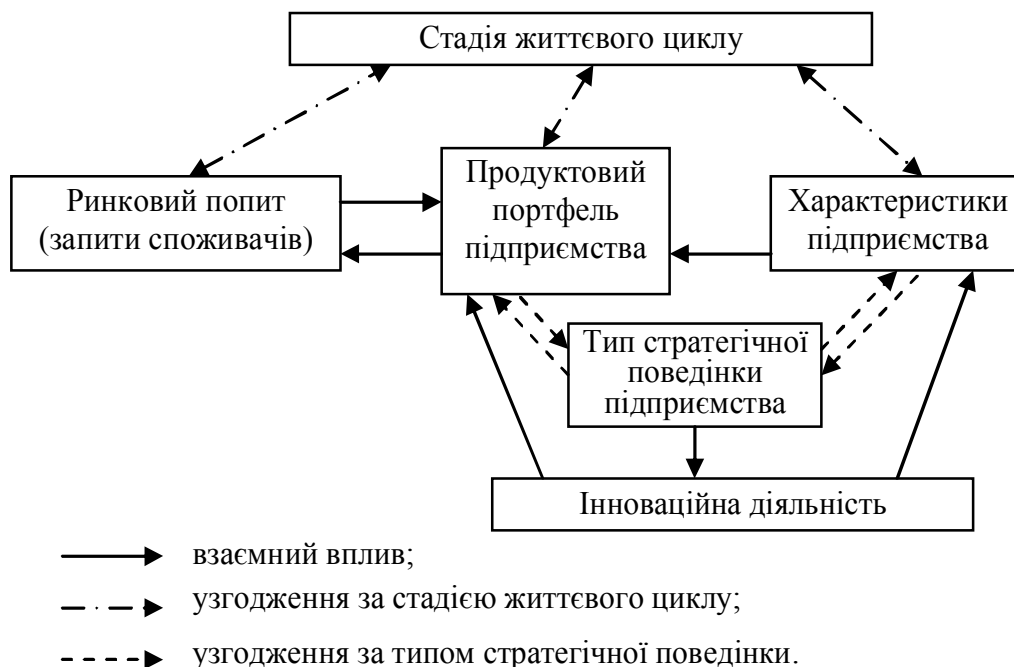 Стадія життєвого циклу
Ринковий попит
(запити споживачів)
Продуктовий
портфель
підприємства
Характеристики
підприємства
Тип стратегічної
поведінки
підприємства
Інноваційна діяльність
взаємний вплив;
узгодження за стадією життєвого циклу;
узгодження за типом стратегічної поведінки.